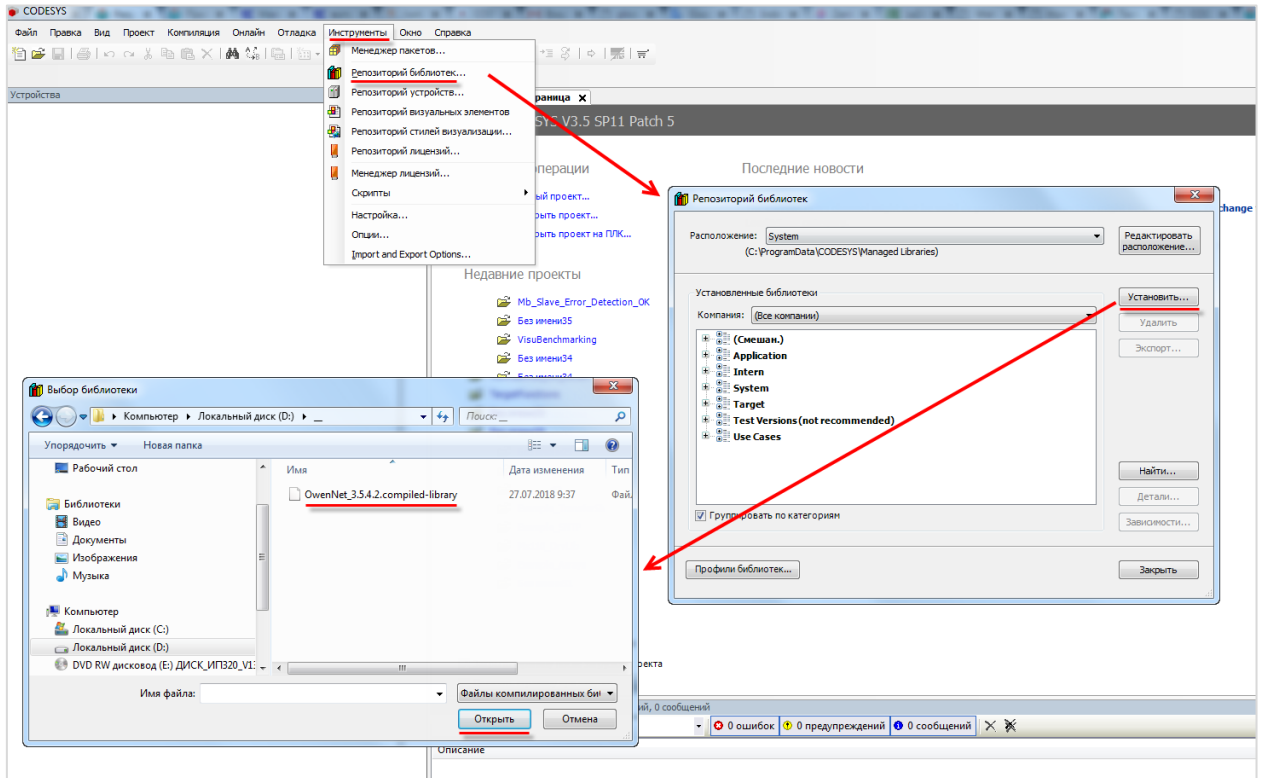 CODESYS
Файл Правка Вид Проект Компиляция Онлайн Отладка Инструменты Окно Справка
Менеджер пакетов...
Репозиторий библиотек...
Репозиторий устройств...
Репозиторий визуальных элементов
Репозиторий стилей визуализации...
Репозиторий лицензий...
Менеджер лицензий...
Скрипты
Настройка...
Опции...
Import and Export Options...
Устройства
раница
SYS V3.5 SP11 Patch 5
перации
Последние новости
ый проект...
рыть проект...
рыть проект на ПЛК...
change
Недавние проекты
Mb_Slave_Error_Detection_OK
Без имени35
VisuBenchmarking
Без имени34
Репозиторий библиотек
Расположение: System
(C:\ProgramData\CODESYS\Managed Libraries)
Редактировать
расположение...
Установленные библиотеки
Компания: (Все компании)
(Смешан.)
Application
Intern
System
Target
Test Versions (not recommended)
Use Cases
Установить...
Удалить
Экспорт...
Найти...
Детали...
Зависимости...
Группировать по категориям
Профили библиотек...
Закрыть
Выбор библиотеки
Компьютер Локальный диск (D:) __
Поиск: __
Упорядочить Новая папка
Рабочий стол
Библиотеки
Видео
Документы
Изображения
Музыка
Компьютер
Локальный диск (C:)
Локальный диск (D:)
DVD RW дисковод (E:) ДИСК_ИП320_V1
Имя Дата изменения Тип
OwenNet_3.5.4.2.compiled-library 27.07.2018 9:37 Фай
Имя файла:
Файлы компилированных би
Открыть Отмена
оекта
ий, 0 сообщений
0 ошибок 0 предупреждений 0 сообщений
Описание